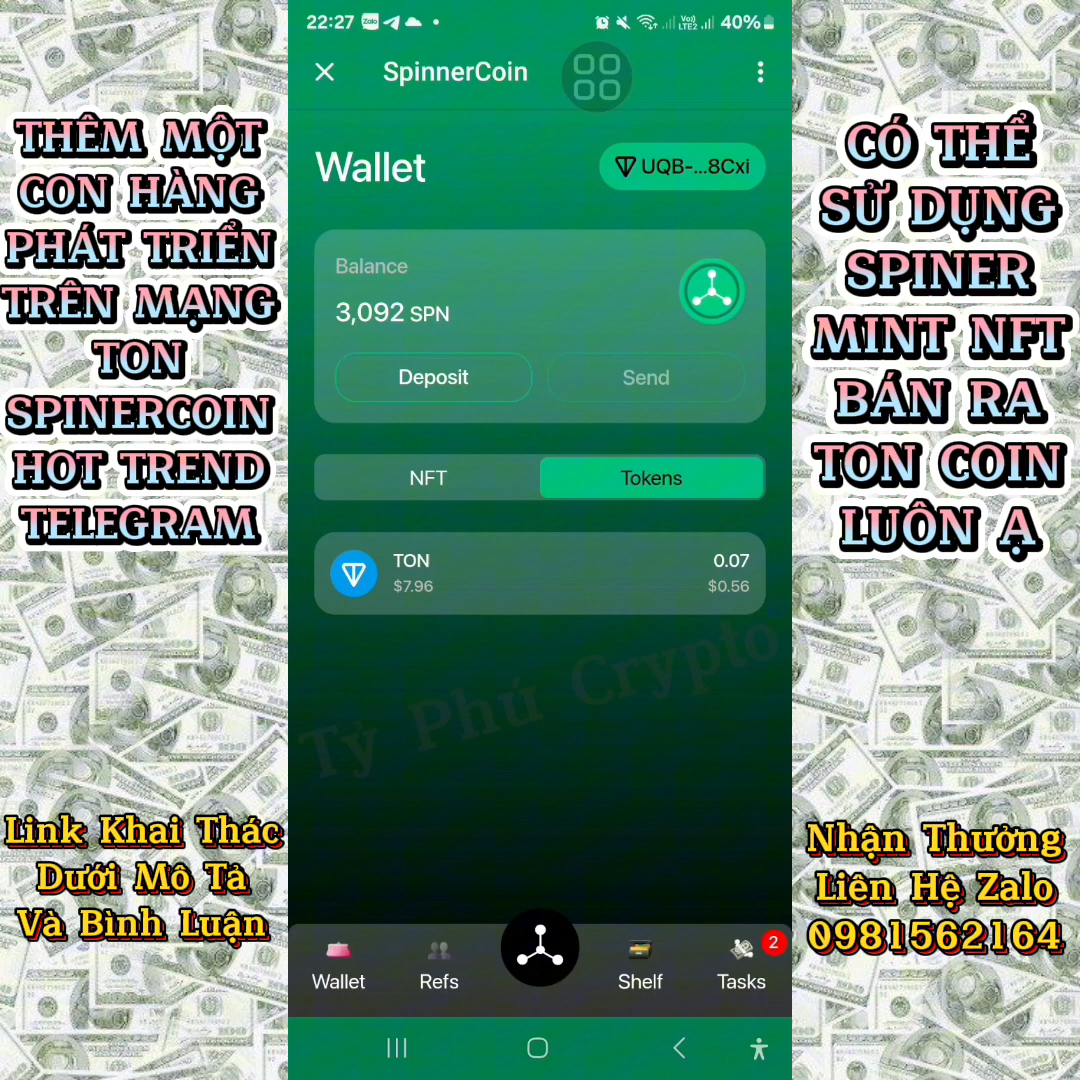 22:27
Zalo
Vo))
LTE2
40%
SpinnerCoin
Wallet
UQB-...8Cxi
Balance
3,092 SPN
Deposit
Send
NFT
Tokens
TON
0.07
$7.96
$0.56
Tỷ Phú Crypto
Wallet
Refs
Shelf
Tasks
2
THÊM MỘT
CON HÀNG
PHÁT TRIỂN
TRÊN MẠNG
TON
SPINERCOIN
HOT TREND
TELEGRAM
Link Khai Thác
Dưới Mô Tả
Và Bình Luận
CÓ THỂ
SỬ DỤNG
SPINER
MINT NFT
BÁN RA
TON COIN
LUÔN Ạ
Nhận Thưởng
Liên Hệ Zalo
0981562164